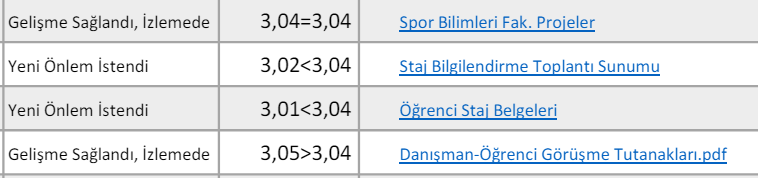 Gelişme Sağlandı, İzlemede 3,04=3,04 Spor Bilimleri Fak. Projeler
Yeni Önlem İstendi 3,02<3,04 Staj Bilgilendirme Toplantı Sunumu
Yeni Önlem İstendi 3,01<3,04 Öğrenci Staj Belgeleri
Gelişme Sağlandı, İzlemede 3,05>3,04 Danışman-Öğrenci Görüşme Tutanakları.pdf